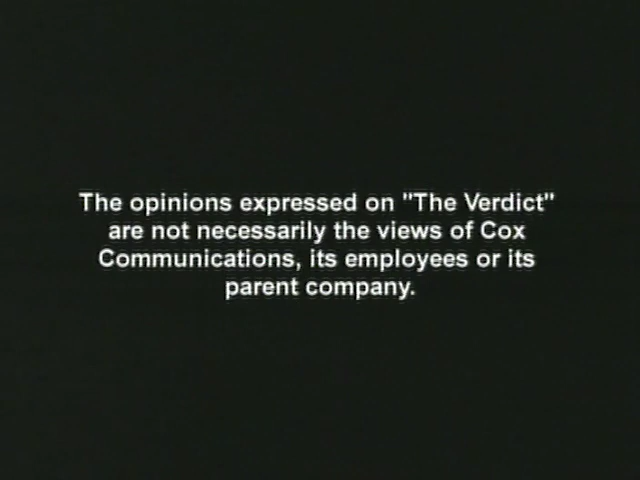 The opinions expressed on "The Verdict"
are not necessarily the views of Cox
Communications, its employees or its
parent company.